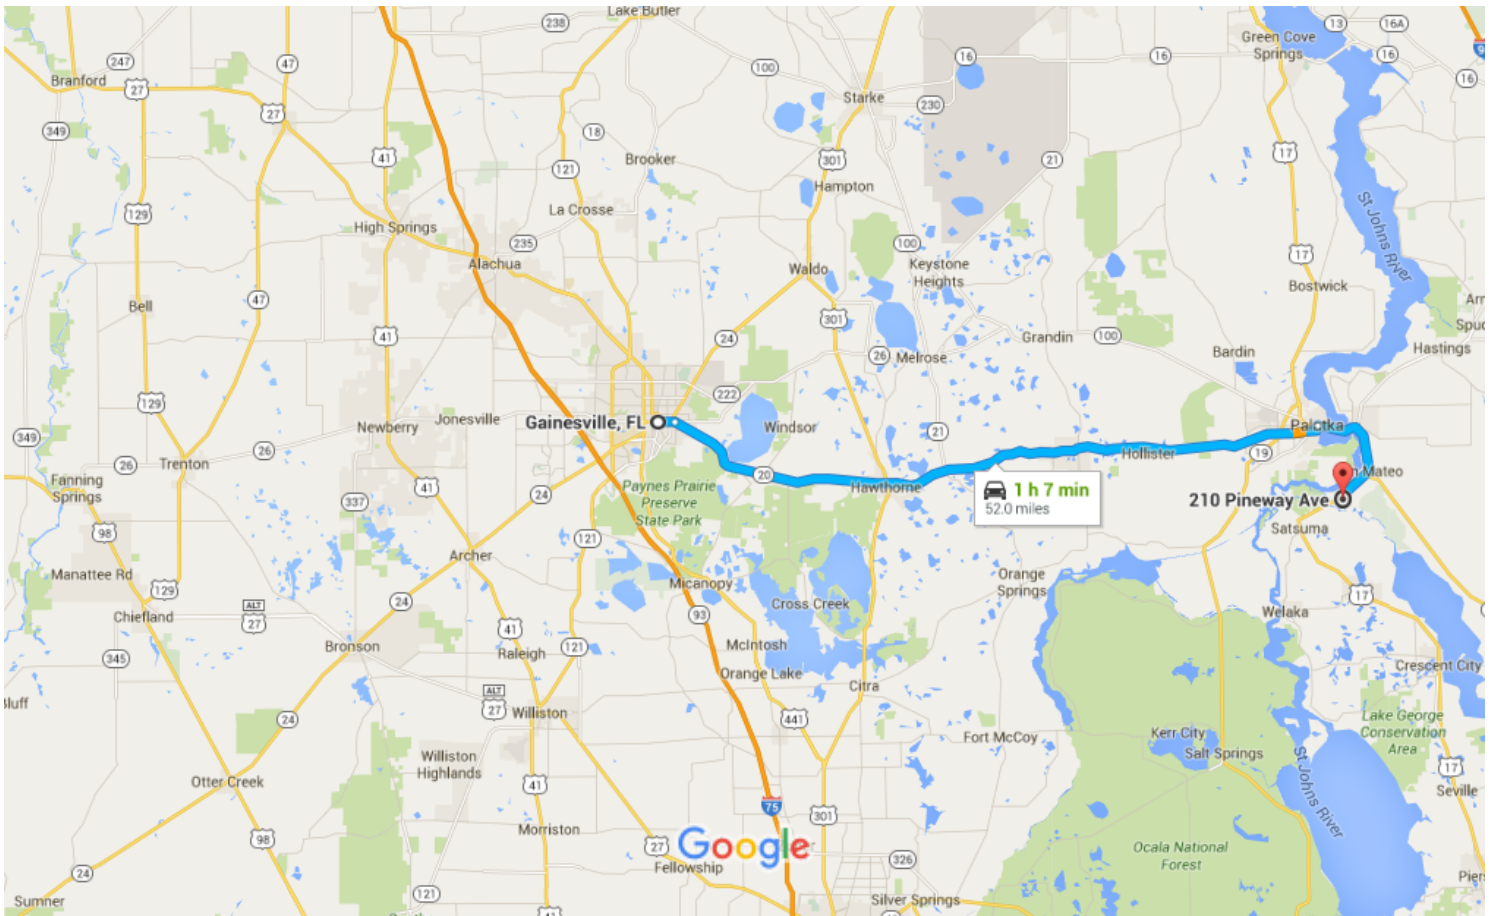 Lake Butler
238
13
16A
Green Cove
Springs
9
247
47
16
16
16
100
16
Branford
27
Starke
230
27
349
18
301
21
17
41
Brooker
121
Hampton
129
La Crosse
High Springs
St Johns River
235
100
17
Alachua
Waldo
Keystone
Heights
Bostwick
47
Bell
Arr
301
Spuc
41
24
Grandin
100
Hastings
26
Melrose
Bardin
222
129
Jonesville
Newberry
Gainesville, FL
Windsor
21
Palatka
349
26
26
Trenton
20
Hollister
19
Fanning
Springs
Paynes Prairie
Preserve
State Park
Hawthorne
1 h 7 min
52.0 miles
n Mateo
210 Pineway Ave
41
24
337
Satsuma
98
121
Archer
Manattee Rd
Orange
Springs
129
Micanopy
17
24
Cross Creek
ALT
27
Chiefland
93
Welaka
41
Bronson
Raleigh
121
McIntosh
345
Orange Lake
Crescent City
Citra
ALT
27
Williston
441
24
Lake George
Conservation
Area
Fort McCoy
Kerr City
Salt Springs
Williston
Highlands
St Johns River
17
Otter Creek
41
75
Seville
301
Morriston
98
27
Google
Ocala National
Forest
326
Fellowship
24
121
Pier
Sumner
Silver Springs